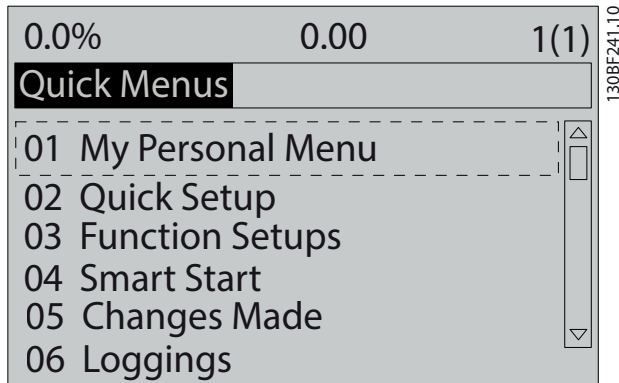 0.0% 0.00 1(1)
Quick Menus
01 My Personal Menu
02 Quick Setup
03 Function Setups
04 Smart Start
05 Changes Made
06 Loggings
130BF241.10